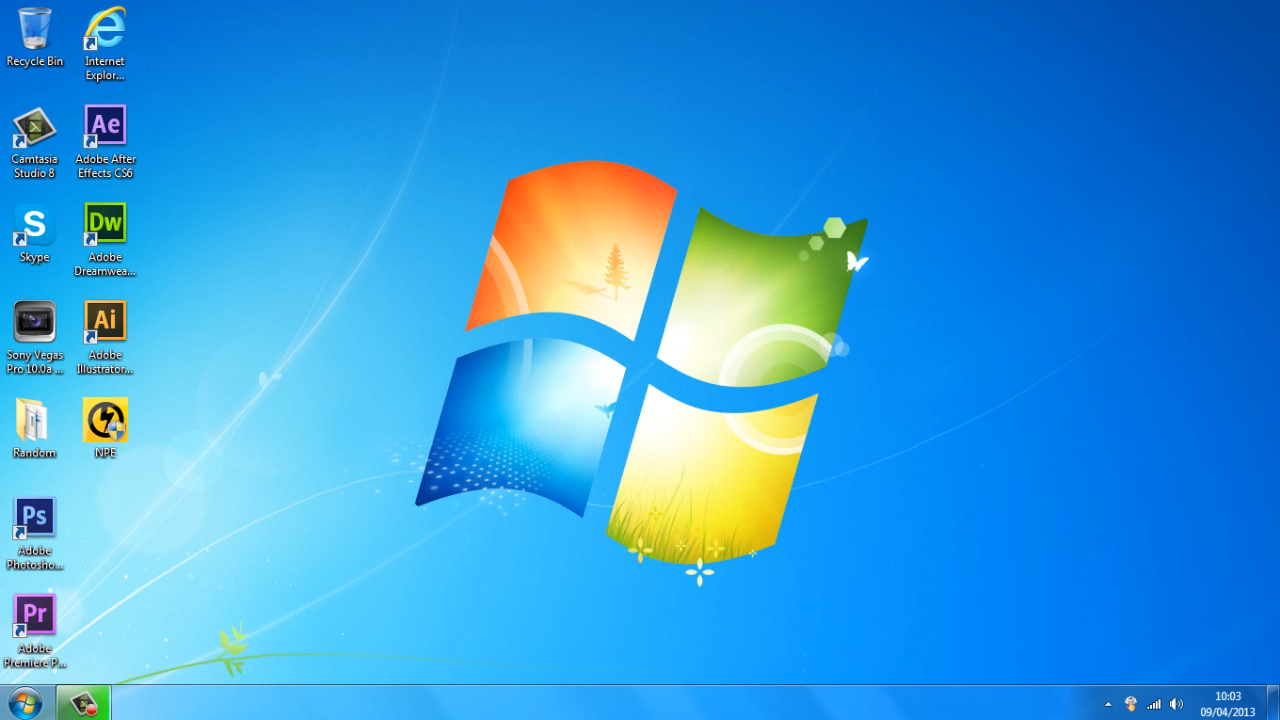 Recycle Bin
Internet
Explor...
Camtasia
Studio 8
Ae
Adobe After
Effects CS6
S
Skype
Dw
Adobe
Dreamwea...
Sony Vegas
Pro 10.0a ...
Ai
Adobe
Illustrator...
Random
NPE
Ps
Adobe
Photosho...
Pr
Adobe
Premiere P...
10:03
09/04/2013